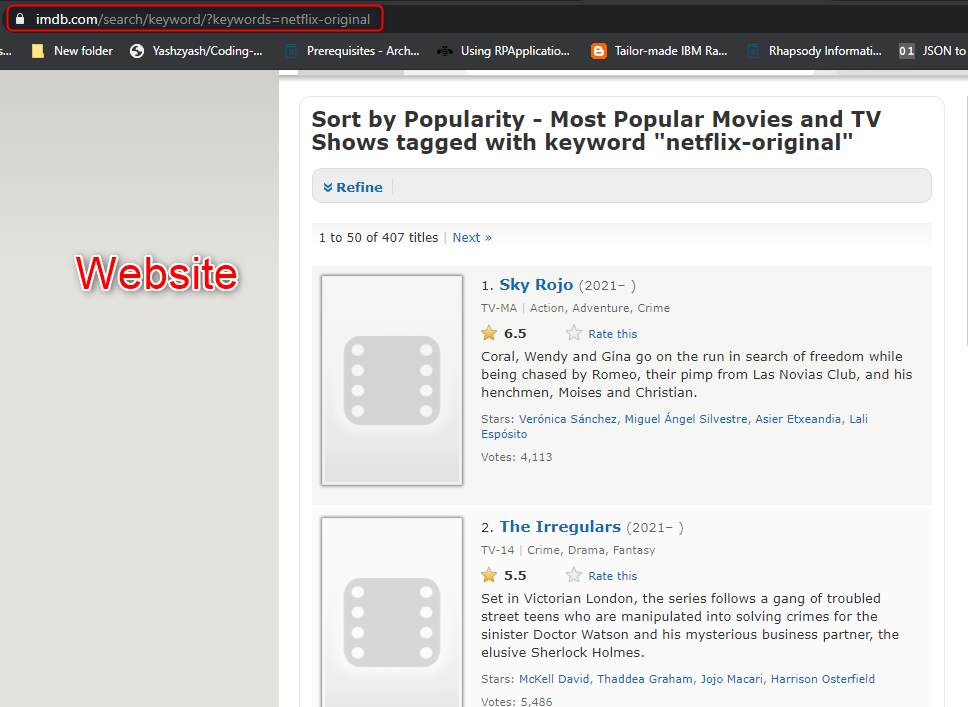 imdb.com/search/keyword/?keywords=netflix-original
s... New folder Yashzyash/Coding-... Prerequisites - Arch... Using RPApplicatio... Tailor-made IBM Ra... Rhapsody Informati... 01 JSON to
Sort by Popularity - Most Popular Movies and TV
Shows tagged with keyword "netflix-original"
Refine
1 to 50 of 407 titles | Next »
Website
1. Sky Rojo (2021– )
TV-MA | Action, Adventure, Crime
6.5 Rate this
Coral, Wendy and Gina go on the run in search of freedom while
being chased by Romeo, their pimp from Las Novias Club, and his
henchmen, Moises and Christian.
Stars: Verónica Sánchez, Miguel Ángel Silvestre, Asier Etxeandia, Lali
Espósito
Votes: 4,113
2. The Irregulars (2021– )
TV-14 | Crime, Drama, Fantasy
5.5 Rate this
Set in Victorian London, the series follows a gang of troubled
street teens who are manipulated into solving crimes for the
sinister Doctor Watson and his mysterious business partner, the
elusive Sherlock Holmes.
Stars: McKell David, Thaddea Graham, Jojo Macari, Harrison Osterfield
Votes: 5,486